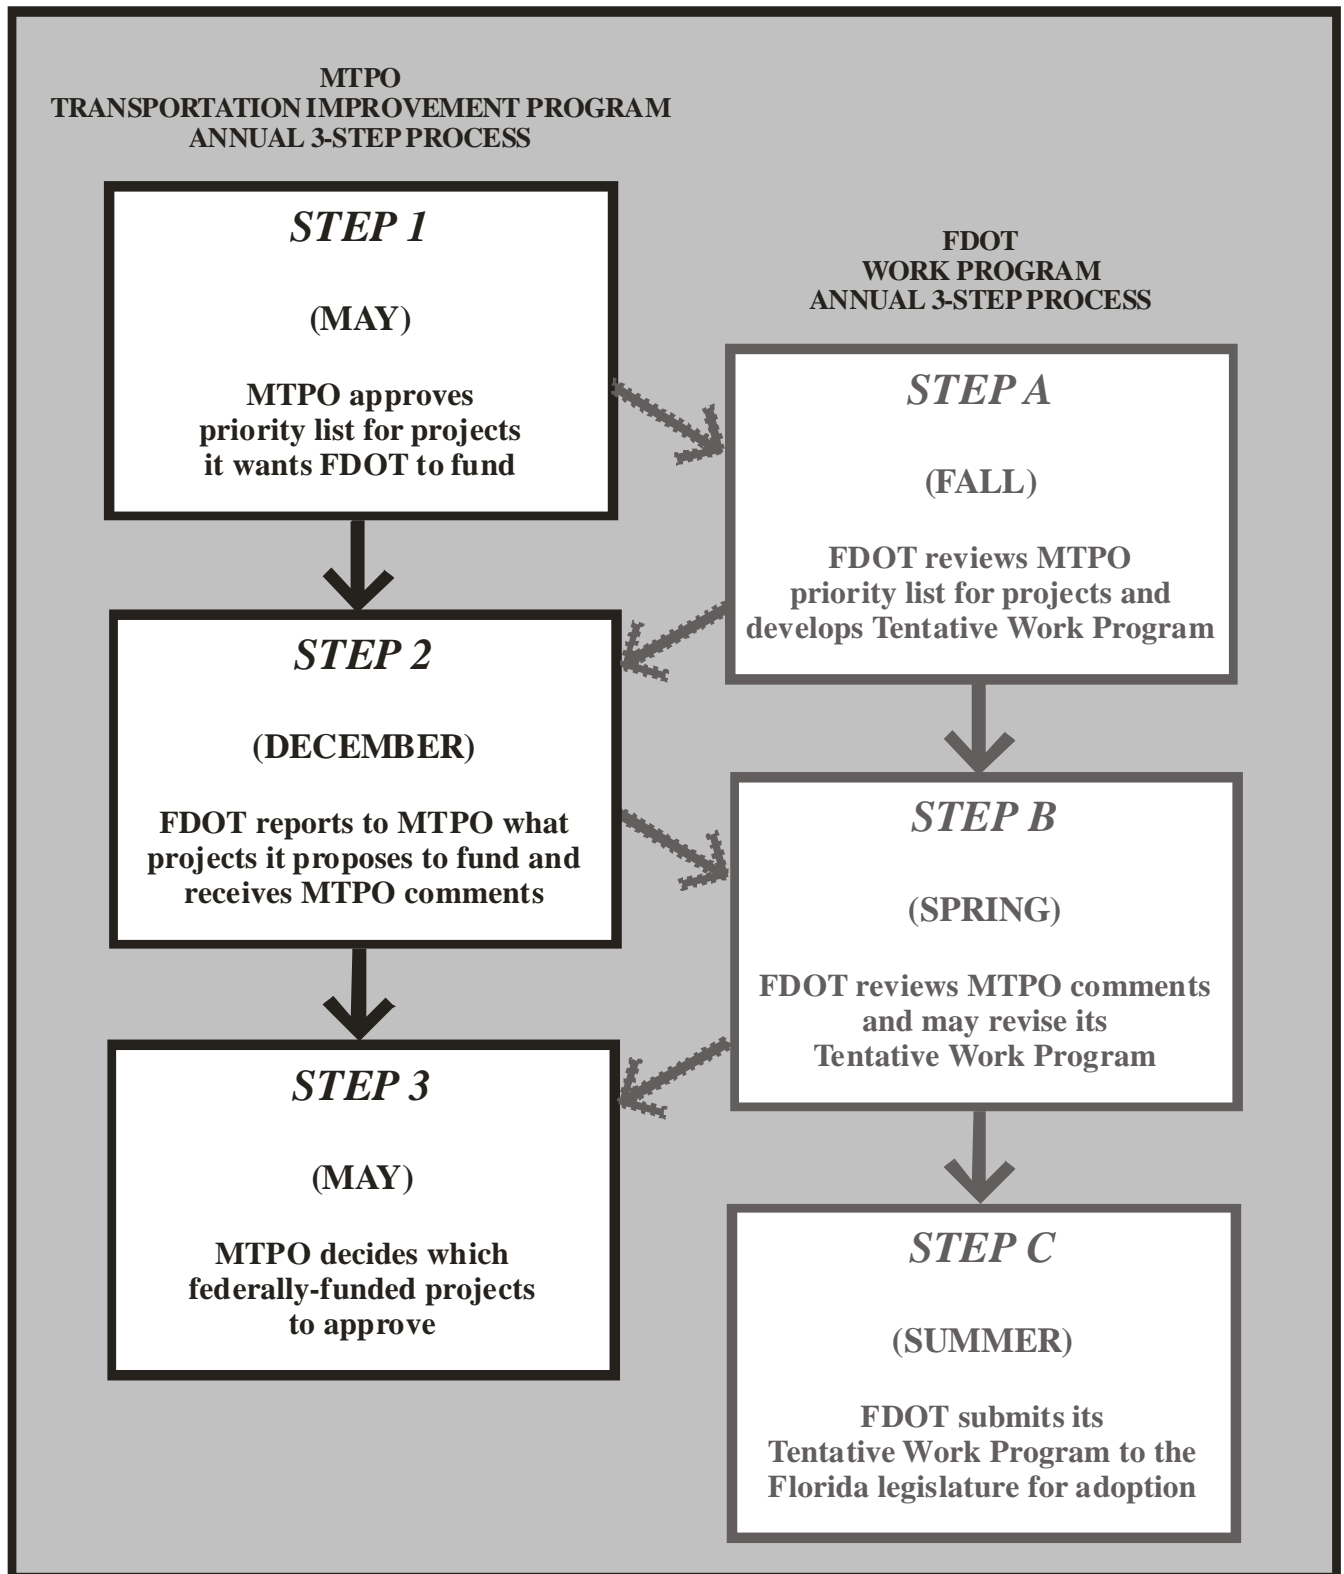 MTPO
TRANSPORTATION IMPROVEMENT PROGRAM
ANNUAL 3-STEP PROCESS
STEP 1
(MAY)
MTPO approves
priority list for projects
it wants FDOT to fund
STEP 2
(DECEMBER)
FDOT reports to MTPO what
projects it proposes to fund and
receives MTPO comments
STEP 3
(MAY)
MTPO decides which
federally-funded projects
to approve
FDOT
WORK PROGRAM
ANNUAL 3-STEP PROCESS
STEP A
(FALL)
FDOT reviews MTPO
priority list for projects and
develops Tentative Work Program
STEP B
(SPRING)
FDOT reviews MTPO comments
and may revise its
Tentative Work Program
STEP C
(SUMMER)
FDOT submits its
Tentative Work Program to the
Florida legislature for adoption